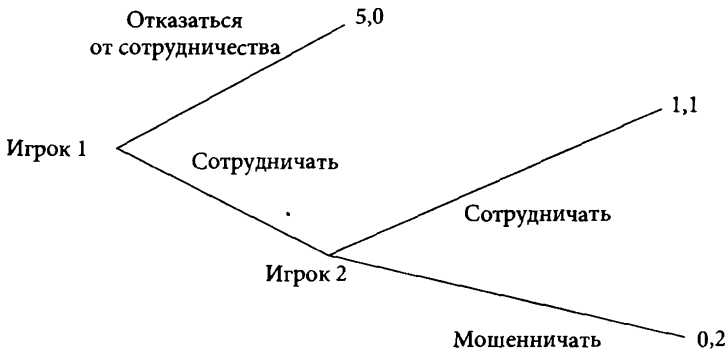 Отказаться
от сотрудничества
5,0
1,1
Игрок 1
Сотрудничать
Сотрудничать
Игрок 2
Мошенничать
0,2